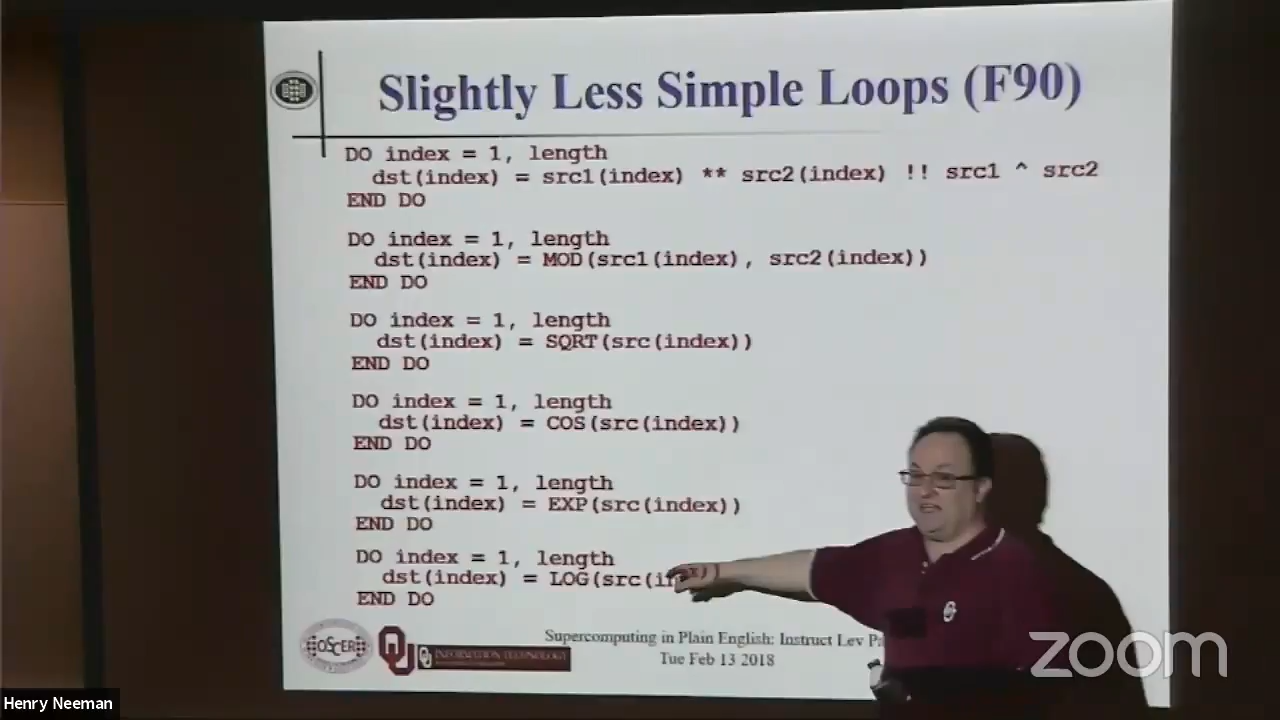 Slightly Less Simple Loops (F90)
DO index = 1, length
dst(index) = src1(index) ** src2(index) !! src1 ^ src2
END DO
DO index = 1, length
dst(index) = MOD(src1(index), src2(index))
END DO
DO index = 1, length
dst(index) = SQRT(src(index))
END DO
DO index = 1, length
dst(index) = COS(src(index))
END DO
DO index = 1, length
dst(index) = EXP(src(index))
END DO
DO index = 1, length
dst(index) = LOG(src(
END DO
OSCER
INFORMATION TECHNOLOGY
Supercomputing in Plain English: Instruct Lev Pa
Tue Feb 13 2018
zoom
Henry Neeman